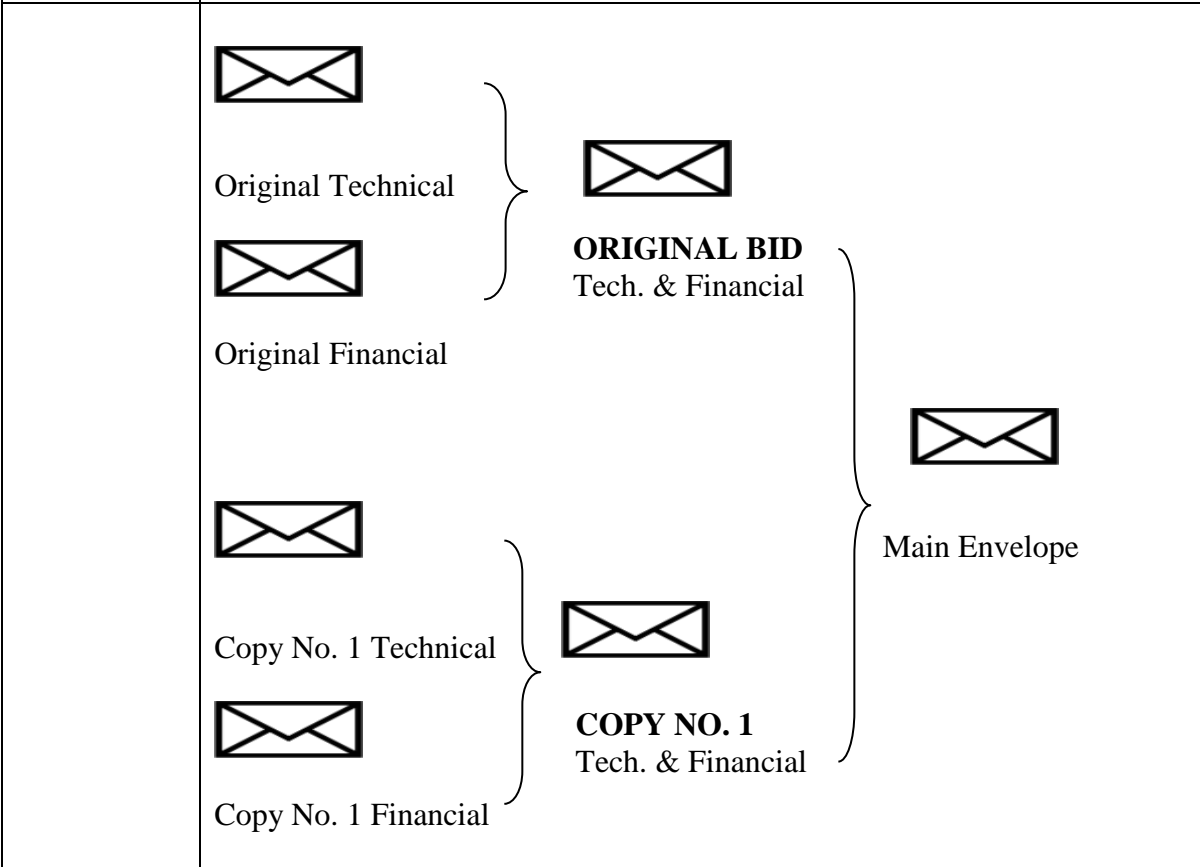 Original Technical
ORIGINAL BID
Tech. & Financial
Original Financial
Main Envelope
Copy No. 1 Technical
COPY NO. 1
Tech. & Financial
Copy No. 1 Financial